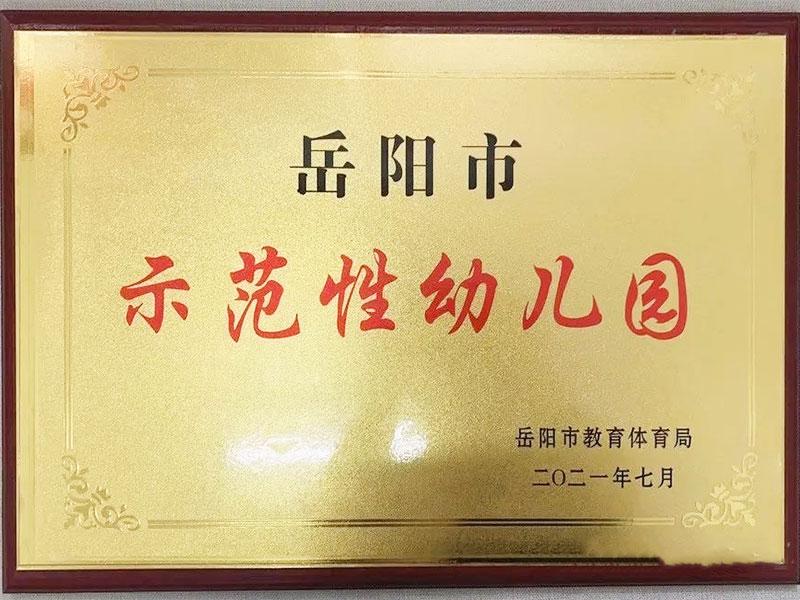 岳阳市
示范性幼儿园
岳阳市教育体育局
二〇二一年七月